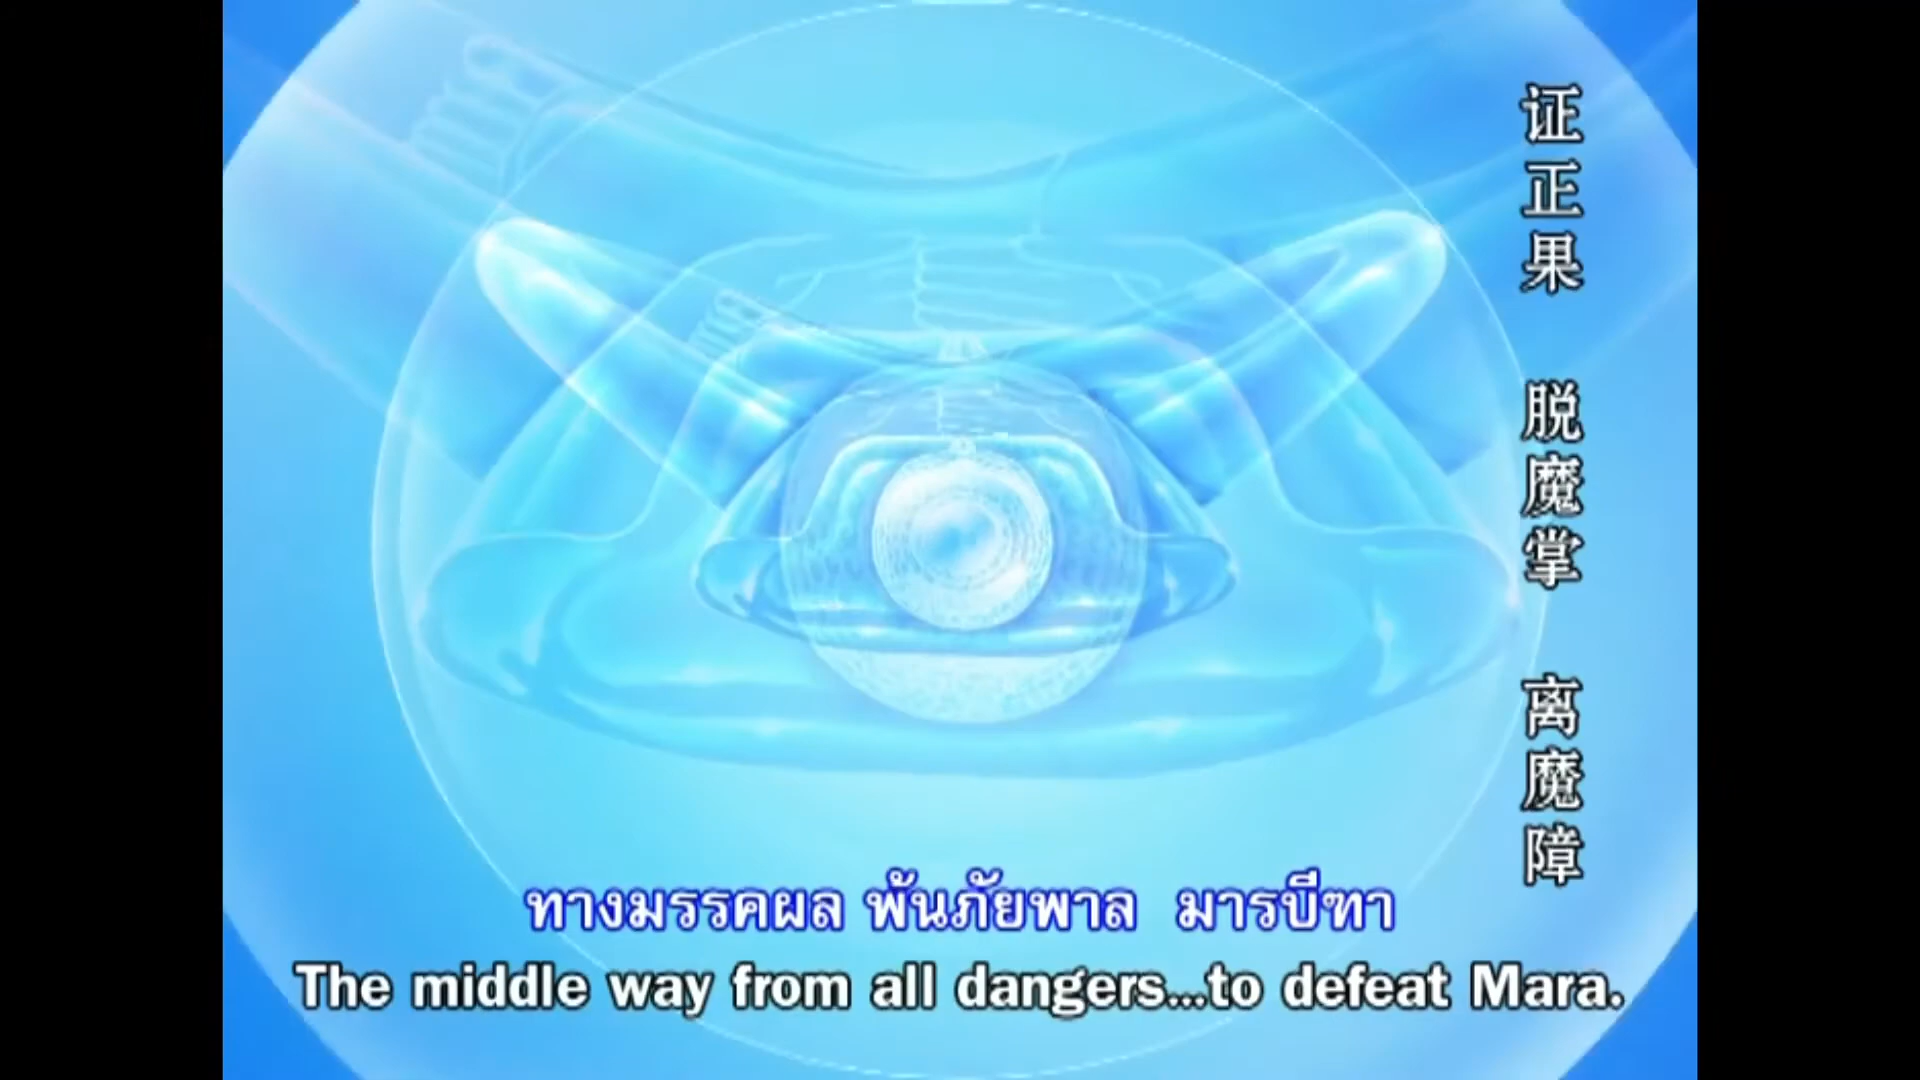 证正果 脱魔掌 离魔障
ทางมรรคผล พ้นภัยพาล มารบีฑา
The middle way from all dangers...to defeat Mara.